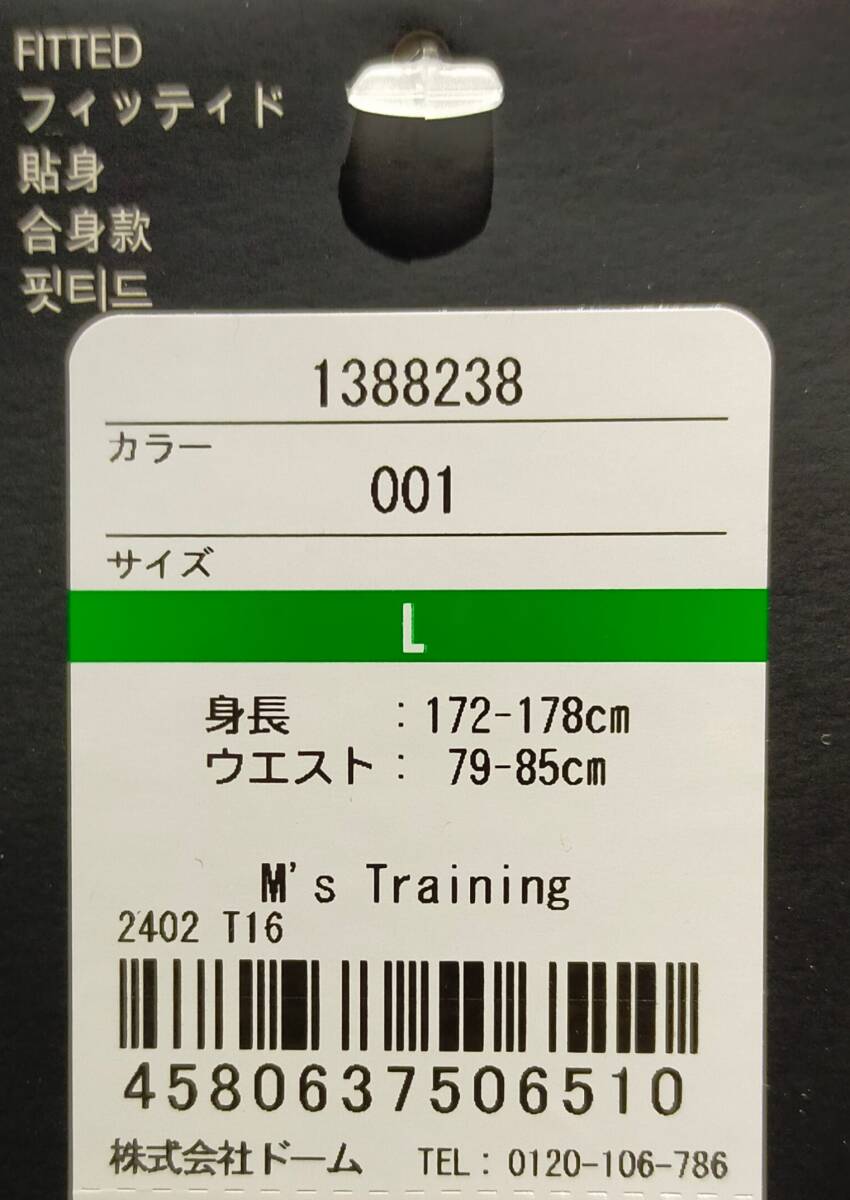 FITTED
フィッティド
貼身
合身款
핏티드
1388238
カラー
001
サイズ
L
身長 : 172-178cm
ウエスト : 79-85cm
M's Training
2402 T16
4580637506510
株式会社ドーム TEL : 0120-106-786